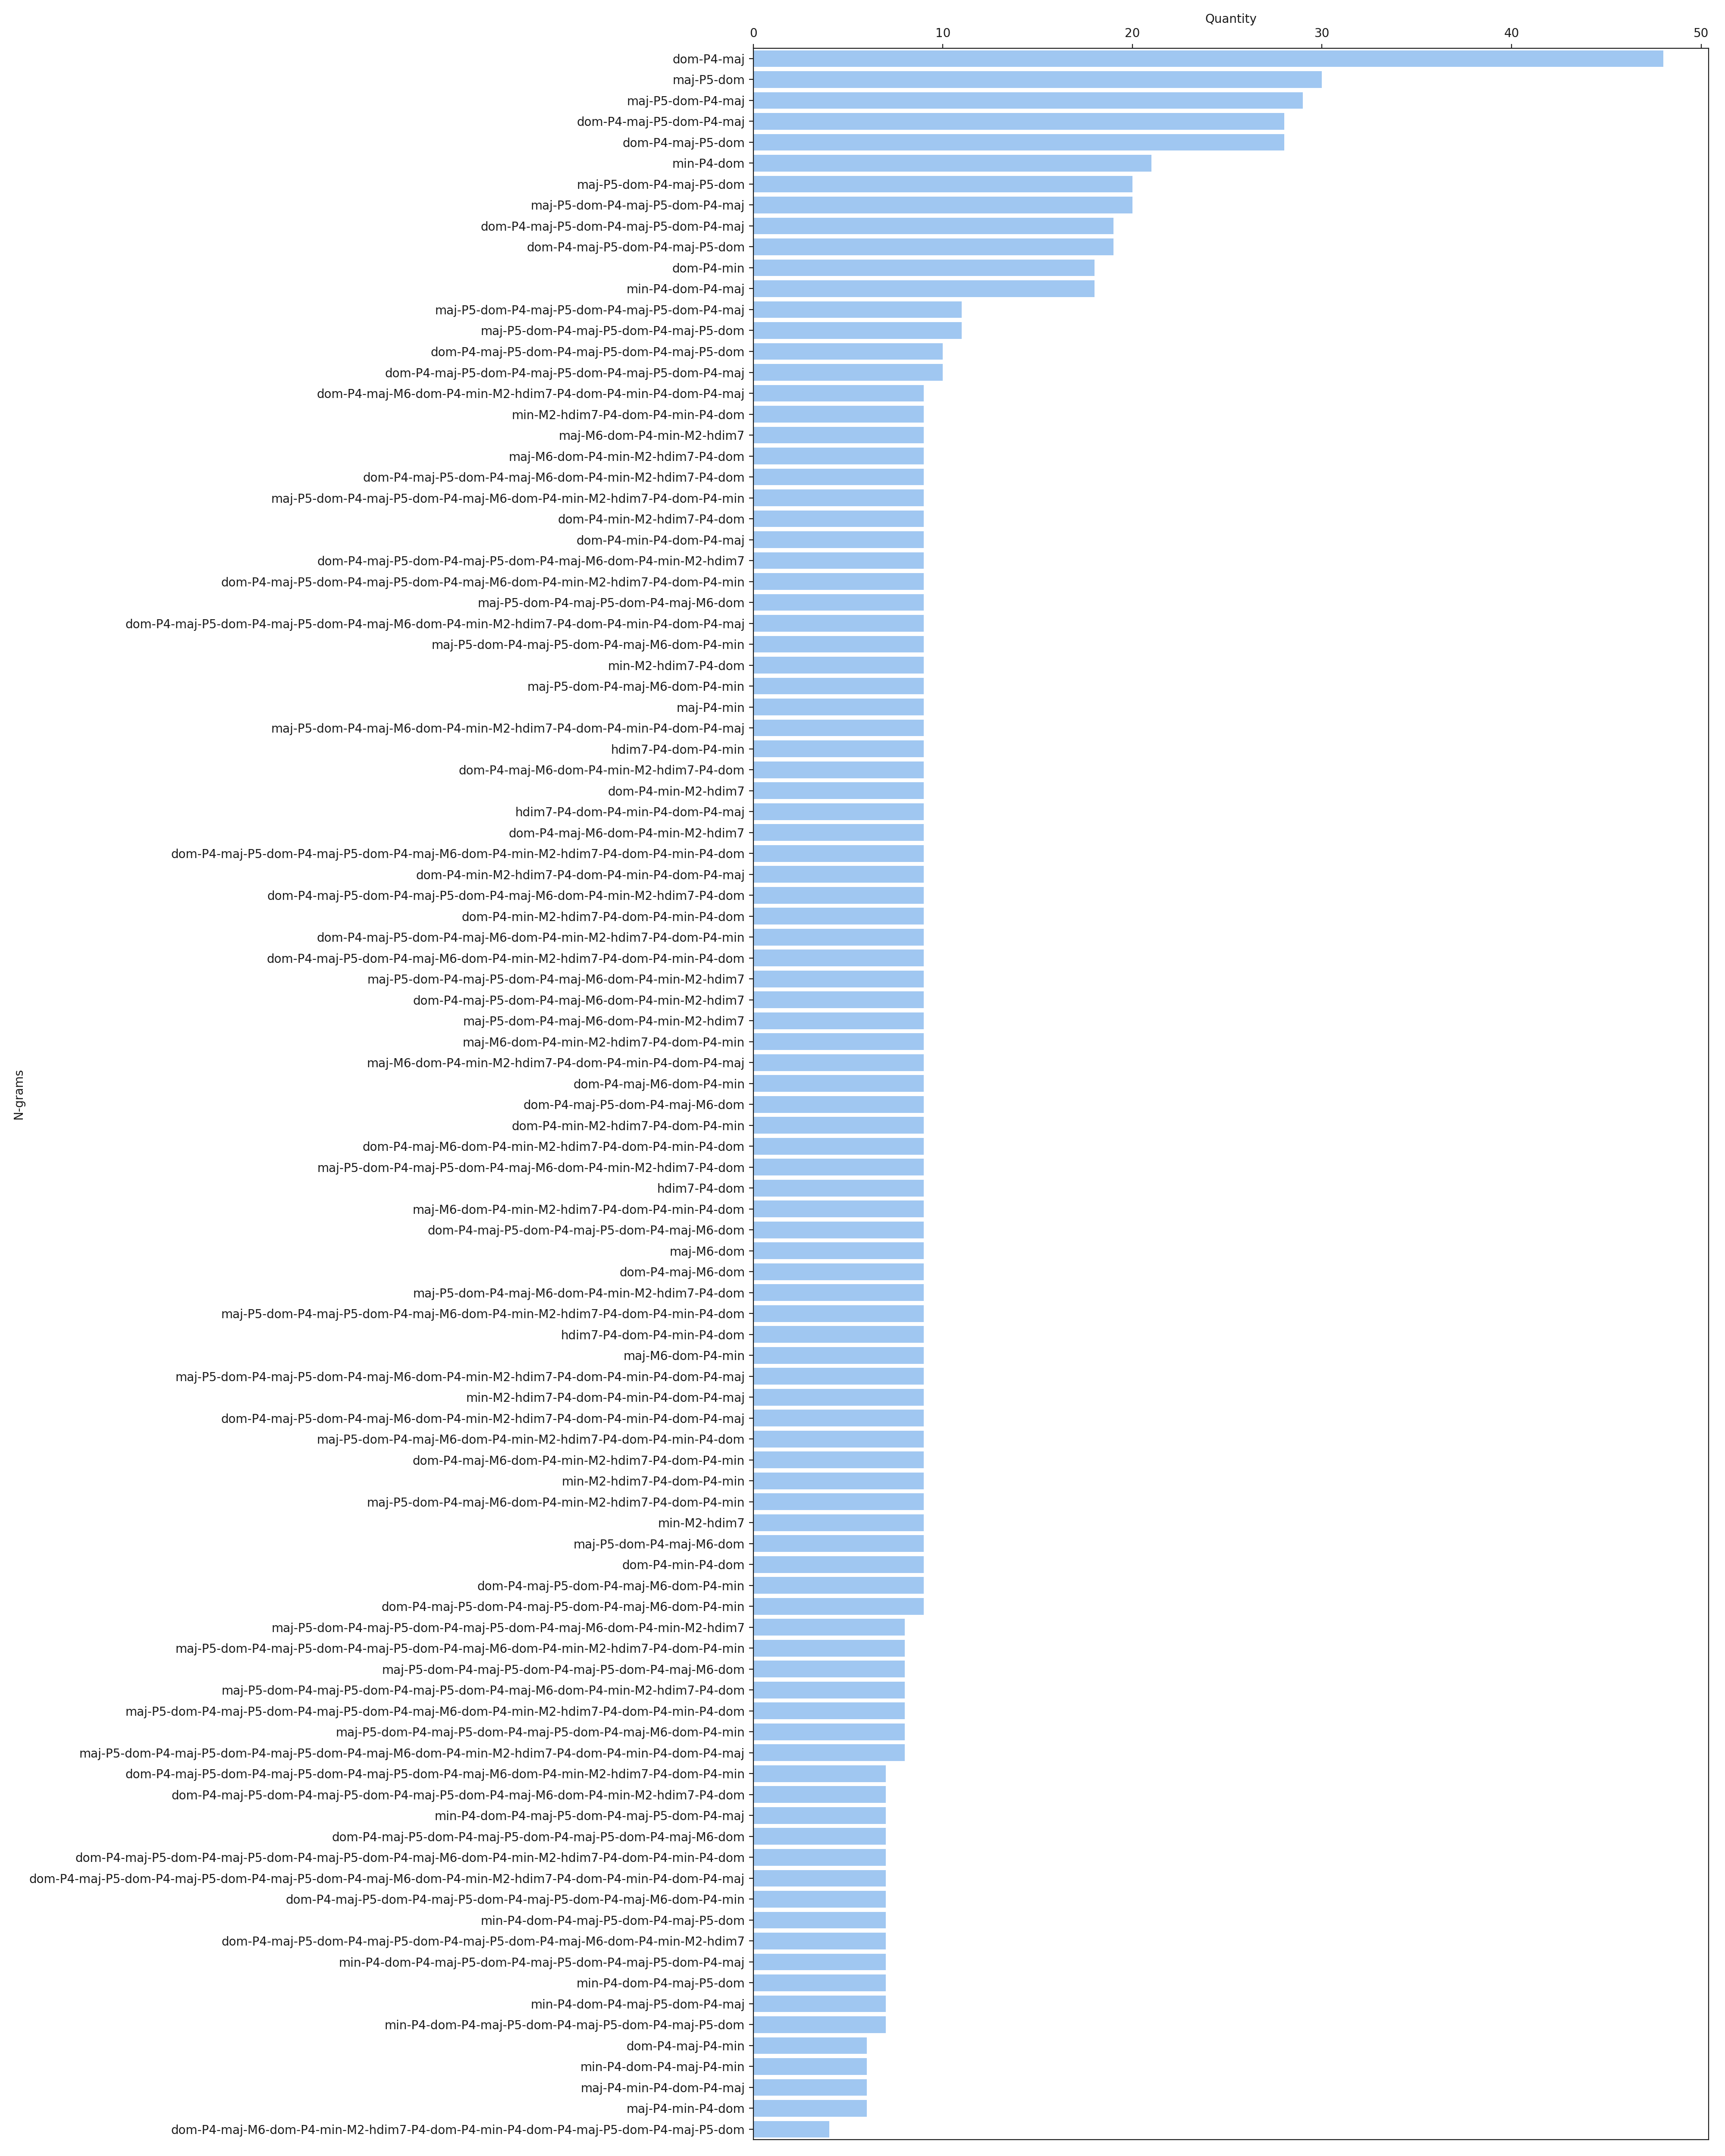 Quantity
0 10 20 30 40 50
dom-P4-maj
maj-P5-dom
maj-P5-dom-P4-maj
dom-P4-maj-P5-dom-P4-maj
dom-P4-maj-P5-dom
min-P4-dom
maj-P5-dom-P4-maj-P5-dom
maj-P5-dom-P4-maj-P5-dom-P4-maj
dom-P4-maj-P5-dom-P4-maj-P5-dom-P4-maj
dom-P4-maj-P5-dom-P4-maj-P5-dom
dom-P4-min
min-P4-dom-P4-maj
maj-P5-dom-P4-maj-P5-dom-P4-maj-P5-dom-P4-maj
maj-P5-dom-P4-maj-P5-dom-P4-maj-P5-dom
dom-P4-maj-P5-dom-P4-maj-P5-dom-P4-maj-P5-dom
dom-P4-maj-P5-dom-P4-maj-P5-dom-P4-maj-P5-dom-P4-maj
dom-P4-maj-M6-dom-P4-min-M2-hdim7-P4-dom-P4-min-P4-dom-P4-maj
min-M2-hdim7-P4-dom-P4-min-P4-dom
maj-M6-dom-P4-min-M2-hdim7
maj-M6-dom-P4-min-M2-hdim7-P4-dom
dom-P4-maj-P5-dom-P4-maj-M6-dom-P4-min-M2-hdim7-P4-dom
maj-P5-dom-P4-maj-P5-dom-P4-maj-M6-dom-P4-min-M2-hdim7-P4-dom-P4-min
dom-P4-min-M2-hdim7-P4-dom
dom-P4-min-P4-dom-P4-maj
dom-P4-maj-P5-dom-P4-maj-P5-dom-P4-maj-M6-dom-P4-min-M2-hdim7
dom-P4-maj-P5-dom-P4-maj-P5-dom-P4-maj-M6-dom-P4-min-M2-hdim7-P4-dom-P4-min
maj-P5-dom-P4-maj-P5-dom-P4-maj-M6-dom
dom-P4-maj-P5-dom-P4-maj-P5-dom-P4-maj-M6-dom-P4-min-M2-hdim7-P4-dom-P4-min-P4-dom-P4-maj
maj-P5-dom-P4-maj-P5-dom-P4-maj-M6-dom-P4-min
min-M2-hdim7-P4-dom
maj-P5-dom-P4-maj-M6-dom-P4-min
maj-P4-min
maj-P5-dom-P4-maj-M6-dom-P4-min-M2-hdim7-P4-dom-P4-min-P4-dom-P4-maj
hdim7-P4-dom-P4-min
dom-P4-maj-M6-dom-P4-min-M2-hdim7-P4-dom
dom-P4-min-M2-hdim7
hdim7-P4-dom-P4-min-P4-dom-P4-maj
dom-P4-maj-M6-dom-P4-min-M2-hdim7
dom-P4-maj-P5-dom-P4-maj-P5-dom-P4-maj-M6-dom-P4-min-M2-hdim7-P4-dom-P4-min-P4-dom
dom-P4-min-M2-hdim7-P4-dom-P4-min-P4-dom-P4-maj
dom-P4-maj-P5-dom-P4-maj-P5-dom-P4-maj-M6-dom-P4-min-M2-hdim7-P4-dom
dom-P4-min-M2-hdim7-P4-dom-P4-min-P4-dom
dom-P4-maj-P5-dom-P4-maj-M6-dom-P4-min-M2-hdim7-P4-dom-P4-min
dom-P4-maj-P5-dom-P4-maj-M6-dom-P4-min-M2-hdim7-P4-dom-P4-min-P4-dom
maj-P5-dom-P4-maj-P5-dom-P4-maj-M6-dom-P4-min-M2-hdim7
dom-P4-maj-P5-dom-P4-maj-M6-dom-P4-min-M2-hdim7
maj-P5-dom-P4-maj-M6-dom-P4-min-M2-hdim7
maj-M6-dom-P4-min-M2-hdim7-P4-dom-P4-min
maj-M6-dom-P4-min-M2-hdim7-P4-dom-P4-min-P4-dom-P4-maj
dom-P4-maj-M6-dom-P4-min
N-grams
dom-P4-maj-P5-dom-P4-maj-M6-dom
dom-P4-min-M2-hdim7-P4-dom-P4-min
dom-P4-maj-M6-dom-P4-min-M2-hdim7-P4-dom-P4-min-P4-dom
maj-P5-dom-P4-maj-P5-dom-P4-maj-M6-dom-P4-min-M2-hdim7-P4-dom
hdim7-P4-dom
maj-M6-dom-P4-min-M2-hdim7-P4-dom-P4-min-P4-dom
dom-P4-maj-P5-dom-P4-maj-P5-dom-P4-maj-M6-dom
maj-M6-dom
dom-P4-maj-M6-dom
maj-P5-dom-P4-maj-M6-dom-P4-min-M2-hdim7-P4-dom
maj-P5-dom-P4-maj-P5-dom-P4-maj-M6-dom-P4-min-M2-hdim7-P4-dom-P4-min-P4-dom
hdim7-P4-dom-P4-min-P4-dom
maj-M6-dom-P4-min
maj-P5-dom-P4-maj-P5-dom-P4-maj-M6-dom-P4-min-M2-hdim7-P4-dom-P4-min-P4-dom-P4-maj
min-M2-hdim7-P4-dom-P4-min-P4-dom-P4-maj
dom-P4-maj-P5-dom-P4-maj-M6-dom-P4-min-M2-hdim7-P4-dom-P4-min-P4-dom-P4-maj
maj-P5-dom-P4-maj-M6-dom-P4-min-M2-hdim7-P4-dom-P4-min-P4-dom
dom-P4-maj-M6-dom-P4-min-M2-hdim7-P4-dom-P4-min
min-M2-hdim7-P4-dom-P4-min
maj-P5-dom-P4-maj-M6-dom-P4-min-M2-hdim7-P4-dom-P4-min
min-M2-hdim7
maj-P5-dom-P4-maj-M6-dom
dom-P4-min-P4-dom
dom-P4-maj-P5-dom-P4-maj-M6-dom-P4-min
dom-P4-maj-P5-dom-P4-maj-P5-dom-P4-maj-M6-dom-P4-min
maj-P5-dom-P4-maj-P5-dom-P4-maj-P5-dom-P4-maj-M6-dom-P4-min-M2-hdim7
maj-P5-dom-P4-maj-P5-dom-P4-maj-P5-dom-P4-maj-M6-dom-P4-min-M2-hdim7-P4-dom-P4-min
maj-P5-dom-P4-maj-P5-dom-P4-maj-P5-dom-P4-maj-M6-dom
maj-P5-dom-P4-maj-P5-dom-P4-maj-P5-dom-P4-maj-M6-dom-P4-min-M2-hdim7-P4-dom
maj-P5-dom-P4-maj-P5-dom-P4-maj-P5-dom-P4-maj-M6-dom-P4-min-M2-hdim7-P4-dom-P4-min-P4-dom
maj-P5-dom-P4-maj-P5-dom-P4-maj-P5-dom-P4-maj-M6-dom-P4-min
maj-P5-dom-P4-maj-P5-dom-P4-maj-P5-dom-P4-maj-M6-dom-P4-min-M2-hdim7-P4-dom-P4-min-P4-dom-P4-maj
dom-P4-maj-P5-dom-P4-maj-P5-dom-P4-maj-P5-dom-P4-maj-M6-dom-P4-min-M2-hdim7-P4-dom-P4-min
dom-P4-maj-P5-dom-P4-maj-P5-dom-P4-maj-P5-dom-P4-maj-M6-dom-P4-min-M2-hdim7-P4-dom
min-P4-dom-P4-maj-P5-dom-P4-maj-P5-dom-P4-maj
dom-P4-maj-P5-dom-P4-maj-P5-dom-P4-maj-P5-dom-P4-maj-M6-dom
dom-P4-maj-P5-dom-P4-maj-P5-dom-P4-maj-P5-dom-P4-maj-M6-dom-P4-min-M2-hdim7-P4-dom-P4-min-P4-dom
dom-P4-maj-P5-dom-P4-maj-P5-dom-P4-maj-P5-dom-P4-maj-M6-dom-P4-min-M2-hdim7-P4-dom-P4-min-P4-dom-P4-maj
dom-P4-maj-P5-dom-P4-maj-P5-dom-P4-maj-P5-dom-P4-maj-M6-dom-P4-min
min-P4-dom-P4-maj-P5-dom-P4-maj-P5-dom
dom-P4-maj-P5-dom-P4-maj-P5-dom-P4-maj-P5-dom-P4-maj-M6-dom-P4-min-M2-hdim7
min-P4-dom-P4-maj-P5-dom-P4-maj-P5-dom-P4-maj-P5-dom-P4-maj
min-P4-dom-P4-maj-P5-dom
min-P4-dom-P4-maj-P5-dom-P4-maj
min-P4-dom-P4-maj-P5-dom-P4-maj-P5-dom-P4-maj-P5-dom
dom-P4-maj-P4-min
min-P4-dom-P4-maj-P4-min
maj-P4-min-P4-dom-P4-maj
maj-P4-min-P4-dom
dom-P4-maj-M6-dom-P4-min-M2-hdim7-P4-dom-P4-min-P4-dom-P4-maj-P5-dom-P4-maj-P5-dom